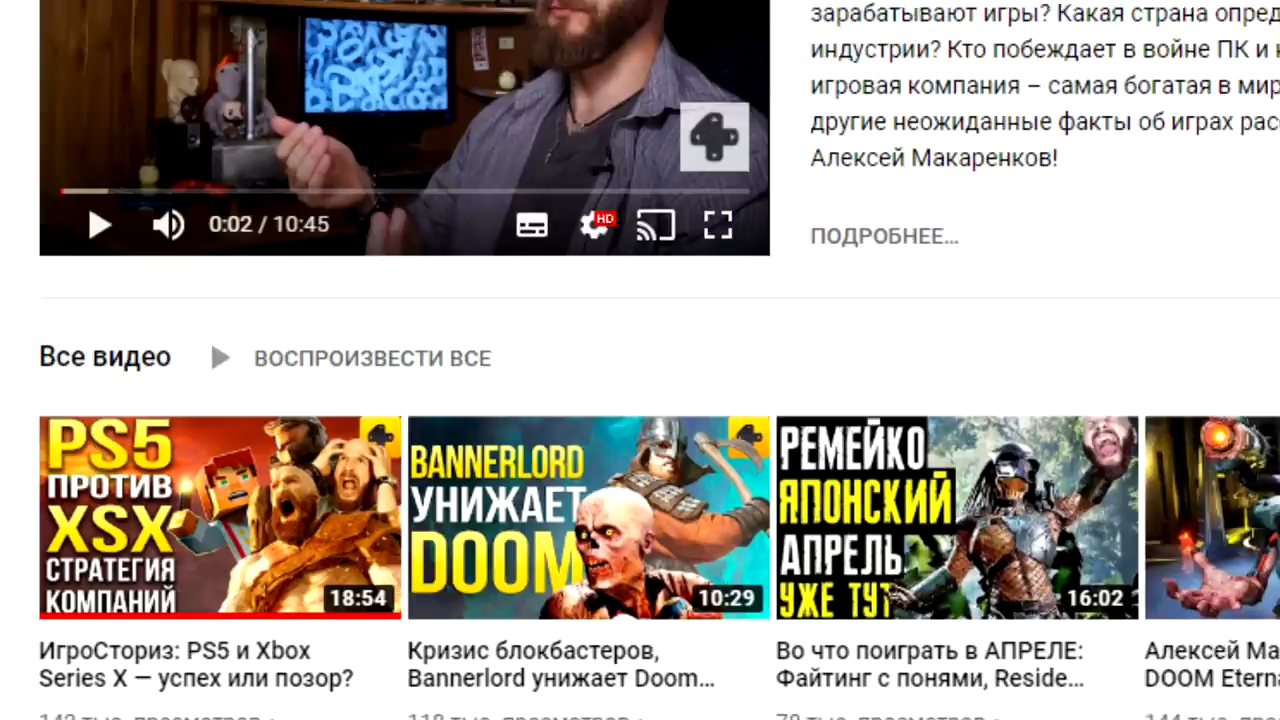 зарабатывают игры? Какая страна опред
индустрии? Кто побеждает в войне ПК и
игровая компания – самая богатая в мир
другие неожиданные факты об играх рас
Алексей Макаренков!
0:02 / 10:45
HD
ПОДРОБНЕЕ…
Все видео
ВОСПРОИЗВЕСТИ ВСЕ
PS5
ПРОТИВ
XSX
СТРАТЕГИЯ
КОМПАНИЙ
18:54
BANNERLORD
УНИЖАЕТ
DOOM
10:29
РЕМЕЙКО
ЯПОНСКИЙ
АПРЕЛЬ
УЖЕ ТУТ
16:02
ИгроСториз: PS5 и Xbox
Series X — успех или позор?
Кризис блокбастеров,
Bannerlord унижает Doom...
Во что поиграть в АПРЕЛЕ:
Файтинг с понями, Reside...
Алексей Ма
DOOM Eterna